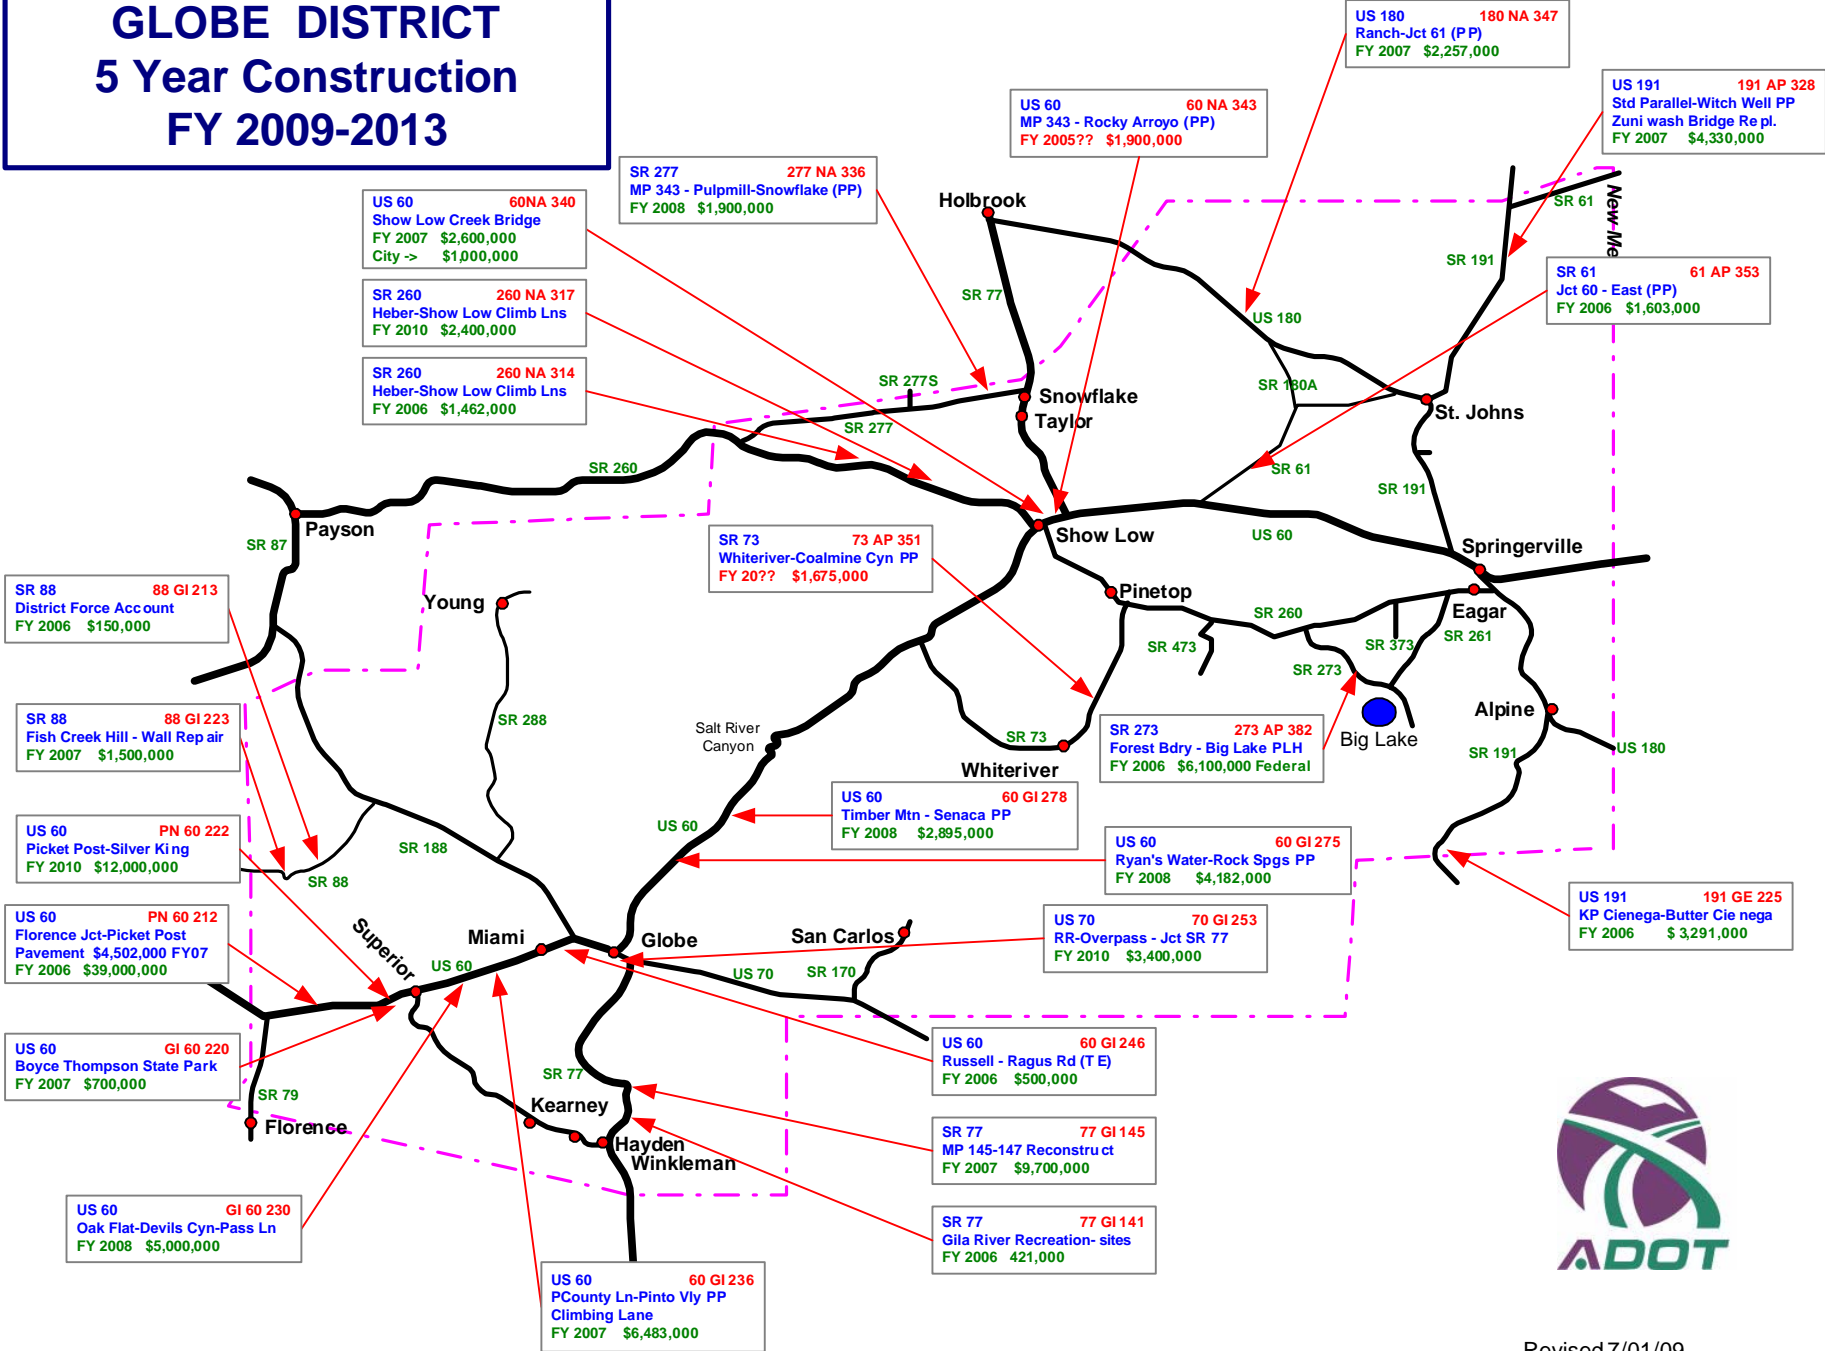 GLOBE DISTRICT
5 Year Construction
FY 2009-2013
US 180 180 NA 347
Ranch-Jct 61 (PP)
FY 2007 $2,257,000
US 191 191 AP 328
Std Parallel-Witch Well PP
Zuni wash Bridge Repl.
FY 2007 $4,330,000
US 60 60 NA 343
MP 343 - Rocky Arroyo (PP)
FY 2005?? $1,900,000
SR 277 277 NA 336
MP 343 - Pulpmill-Snowflake (PP)
FY 2008 $1,900,000
US 60 60NA 340
Show Low Creek Bridge
FY 2007 $2,600,000
City -> $1,000,000
SR 260 260 NA 317
Heber-Show Low Climb Lns
FY 2010 $2,400,000
SR 260 260 NA 314
Heber-Show Low Climb Lns
FY 2006 $1,462,000
SR 61 61 AP 353
Jct 60 - East (PP)
FY 2006 $1,603,000
Holbrook
SR 77
SR 61
New Me
SR 191
US 180
SR 180A
SR 277S
Snowflake
Taylor
St. Johns
SR 277
SR 260
SR 61
SR 191
Payson
SR 87
Show Low
US 60
Springerville
SR 73 73 AP 351
Whiteriver-Coalmine Cyn PP
FY 20?? $1,675,000
SR 88 88 GI 213
District Force Account
FY 2006 $150,000
Young
Pinetop
SR 260
Eagar
SR 473
SR 373
SR 261
SR 273
SR 88 88 GI 223
Fish Creek Hill - Wall Repair
FY 2007 $1,500,000
SR 288
Salt River
Canyon
SR 73
Whiteriver
SR 273 273 AP 382
Forest Bdry - Big Lake PLH
FY 2006 $6,100,000 Federal
Big Lake
Alpine
SR 191
US 180
US 60 60 GI 278
Timber Mtn - Senaca PP
FY 2008 $2,895,000
US 60 PN 60 222
Picket Post-Silver King
FY 2010 $12,000,000
SR 188
SR 88
US 60
US 60 60 GI 275
Ryan's Water-Rock Spgs PP
FY 2008 $4,182,000
US 191 191 GE 225
KP Cienega-Butter Cienega
FY 2006 $ 3,291,000
US 60 PN 60 212
Florence Jct-Picket Post
Pavement $4,502,000 FY07
FY 2006 $39,000,000
Superior
Miami
Globe
San Carlos
US 60
US 70
SR 170
US 70 70 GI 253
RR-Overpass - Jct SR 77
FY 2010 $3,400,000
US 60 GI 60 220
Boyce Thompson State Park
FY 2007 $700,000
SR 79
Florence
SR 77
Kearney
Hayden
Winkleman
US 60 60 GI 246
Russell - Ragus Rd (TE)
FY 2006 $500,000
SR 77 77 GI 145
MP 145-147 Reconstruct
FY 2007 $9,700,000
SR 77 77 GI 141
Gila River Recreation- sites
FY 2006 421,000
US 60 GI 60 230
Oak Flat-Devils Cyn-Pass Ln
FY 2008 $5,000,000
US 60 60 GI 236
PCounty Ln-Pinto Vly PP
Climbing Lane
FY 2007 $6,483,000
ADOT
Revised 7/01/09